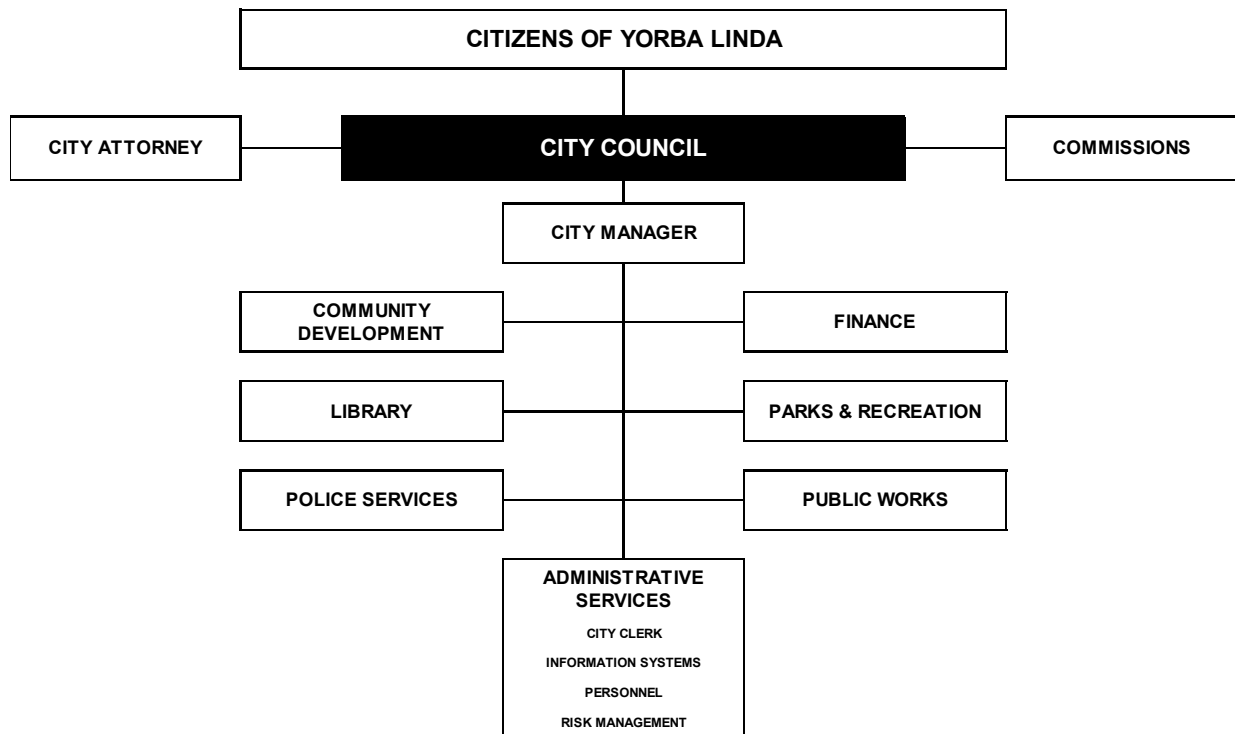 CITIZENS OF YORBA LINDA
CITY ATTORNEY
CITY COUNCIL
COMMISSIONS
CITY MANAGER
COMMUNITY
DEVELOPMENT
FINANCE
LIBRARY
PARKS & RECREATION
POLICE SERVICES
PUBLIC WORKS
ADMINISTRATIVE
SERVICES
CITY CLERK
INFORMATION SYSTEMS
PERSONNEL
RISK MANAGEMENT